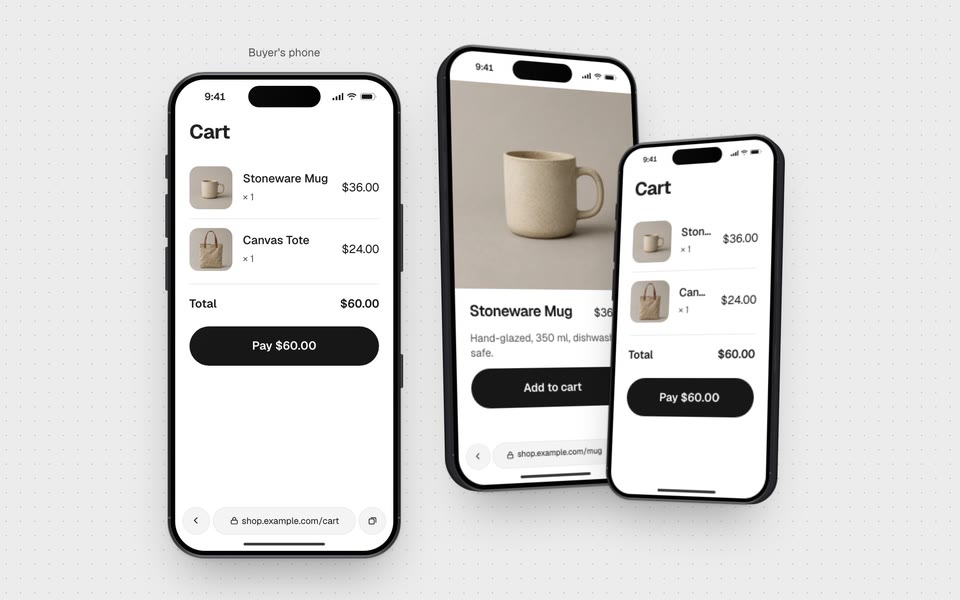 Buyer's phone
9:41
Cart
Stoneware Mug
× 1
$36.00
Canvas Tote
× 1
$24.00
Total
$60.00
Pay $60.00
shop.example.com/cart
9:41
Stoneware Mug
$36
Hand-glazed, 350 ml, dishwash
safe.
Add to cart
shop.example.com/mug
9:41
Cart
Ston...
× 1
$36.00
Can...
× 1
$24.00
Total
$60.00
Pay $60.00